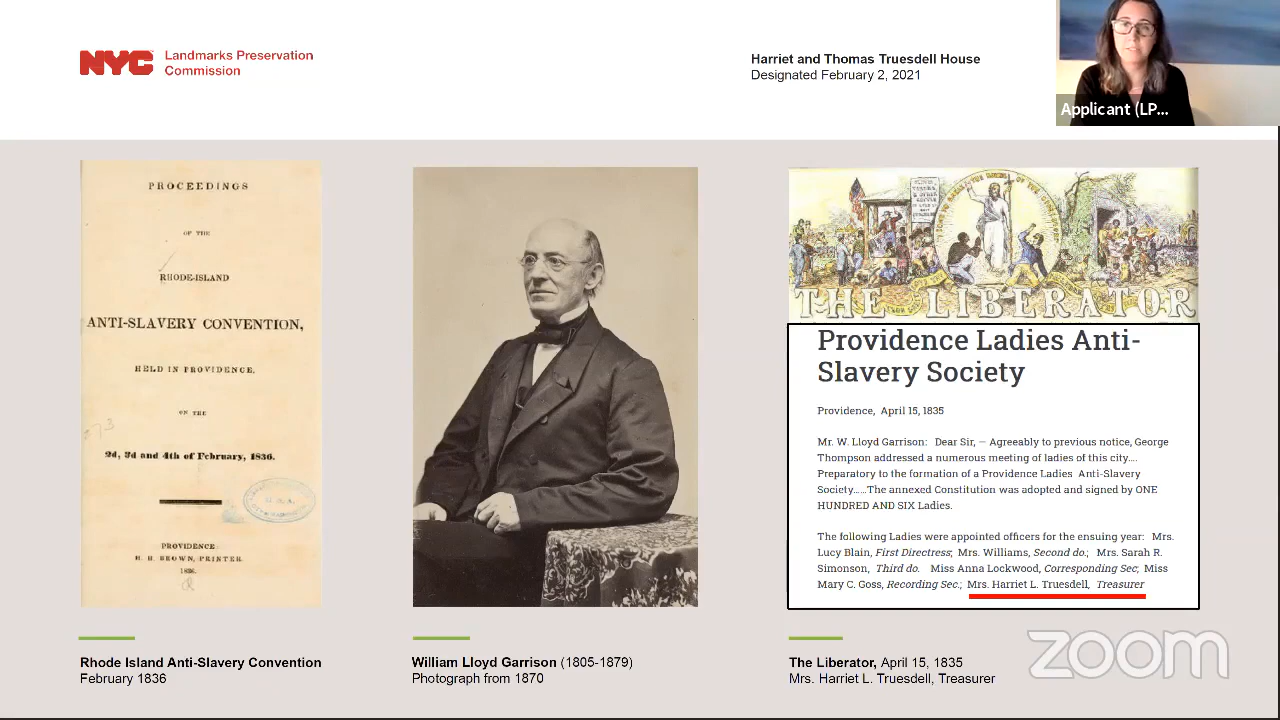 NYC Landmarks Preservation
Commission
Harriet and Thomas Truesdell House
Designated February 2, 2021
Applicant (LP...
PROCEEDINGS
OF THE
RHODE-ISLAND
ANTI-SLAVERY CONVENTION,
HELD IN PROVIDENCE,
ON THE
2d, 3d and 4th of February, 1836.
PROVIDENCE
H. H. BROWN, PRINTER.
1836.
THE LIBERATOR
Providence Ladies Anti-
Slavery Society
Providence, April 15, 1835
Mr. W. Lloyd Garrison: Dear Sir, — Agreeably to previous notice, George
Thompson addressed a numerous meeting of ladies of this city....
Preparatory to the formation of a Providence Ladies Anti-Slavery
Society......The annexed Constitution was adopted and signed by ONE
HUNDRED AND SIX Ladies.
The following Ladies were appointed officers for the ensuing year: Mrs.
Lucy Blain, First Directress; Mrs. Williams, Second do.; Mrs. Sarah R.
Simonson, Third do. Miss Anna Lockwood, Corresponding Sec; Miss
Mary C. Goss, Recording Sec.; Mrs. Harriet L. Truesdell, Treasurer
Rhode Island Anti-Slavery Convention
February 1836
William Lloyd Garrison (1805-1879)
Photograph from 1870
The Liberator, April 15, 1835
Mrs. Harriet L. Truesdell, Treasurer
zoom